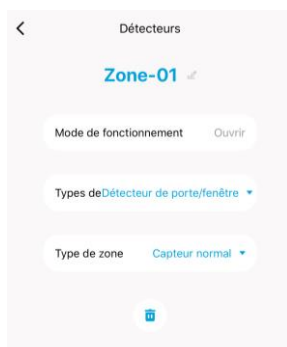 Détecteurs
Zone-01
Mode de fonctionnement Ouvrir
Types deDétecteur de porte/fenêtre
Type de zone Capteur normal